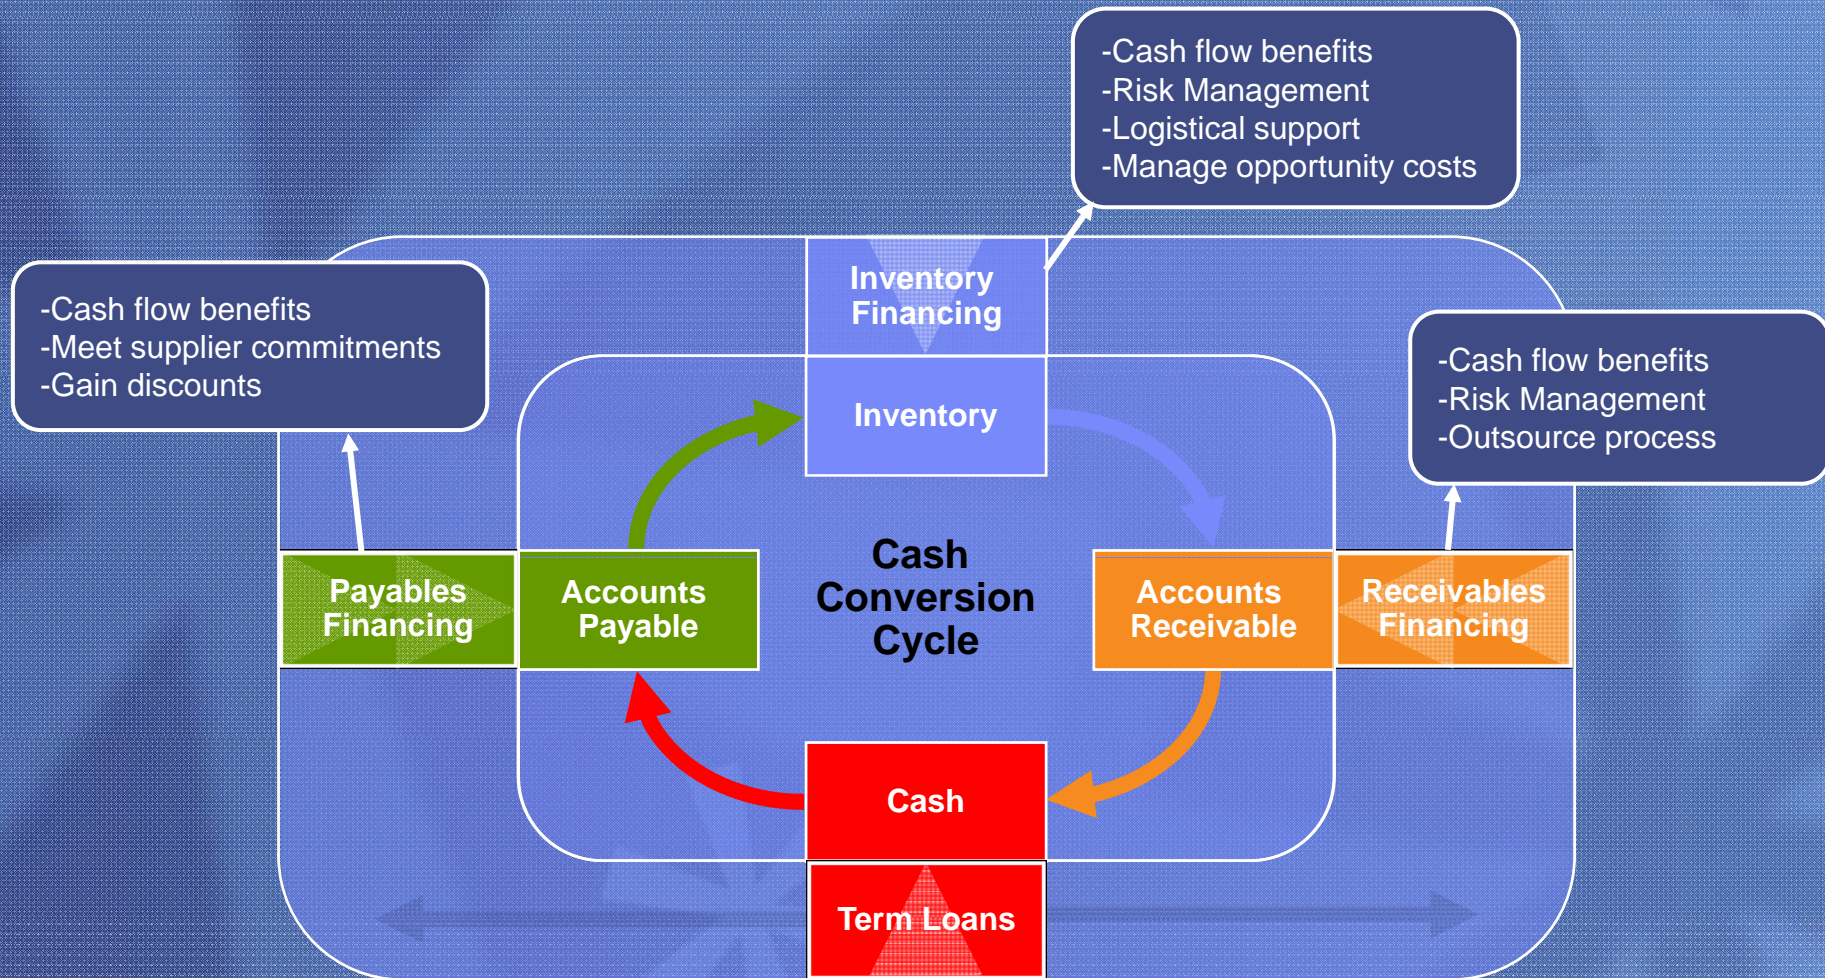 -Cash flow benefits
-Risk Management
-Logistical support
-Manage opportunity costs
-Cash flow benefits
-Meet supplier commitments
-Gain discounts
Inventory
Financing
-Cash flow benefits
-Risk Management
-Outsource process
Inventory
Payables
Financing
Accounts
Payable
Cash
Conversion
Cycle
Accounts
Receivable
Receivables
Financing
Cash
Term Loans